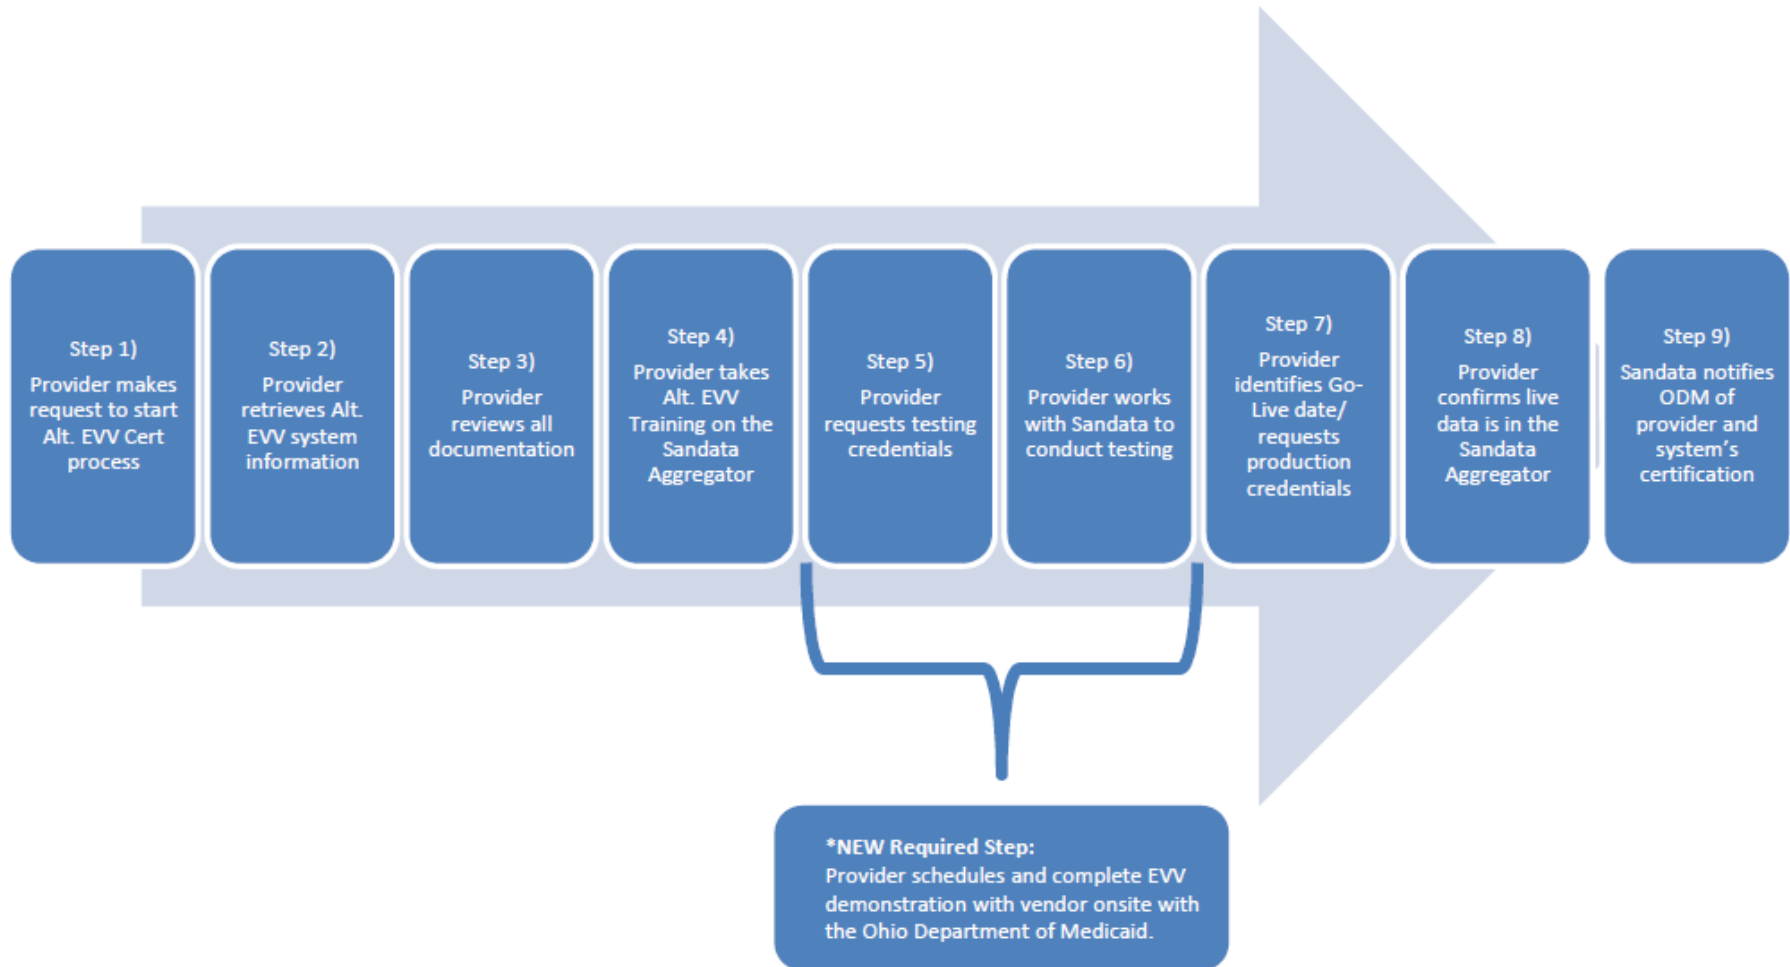 Step 1)
Provider makes
request to start
Alt. EVV Cert
process
Step 2)
Provider
retrieves Alt.
EVV system
information
Step 3)
Provider
reviews all
documentation
Step 4)
Provider takes
Alt. EVV
Training on the
Sandata
Aggregator
Step 5)
Provider
requests testing
credentials
Step 6)
Provider works
with Sandata to
conduct testing
Step 7)
Provider
identifies Go-
Live date/
requests
production
credentials
Step 8)
Provider
confirms live
data is in the
Sandata
Aggregator
Step 9)
Sandata notifies
ODM of
provider and
system’s
certification
*NEW Required Step:
Provider schedules and complete EVV
demonstration with vendor onsite with
the Ohio Department of Medicaid.